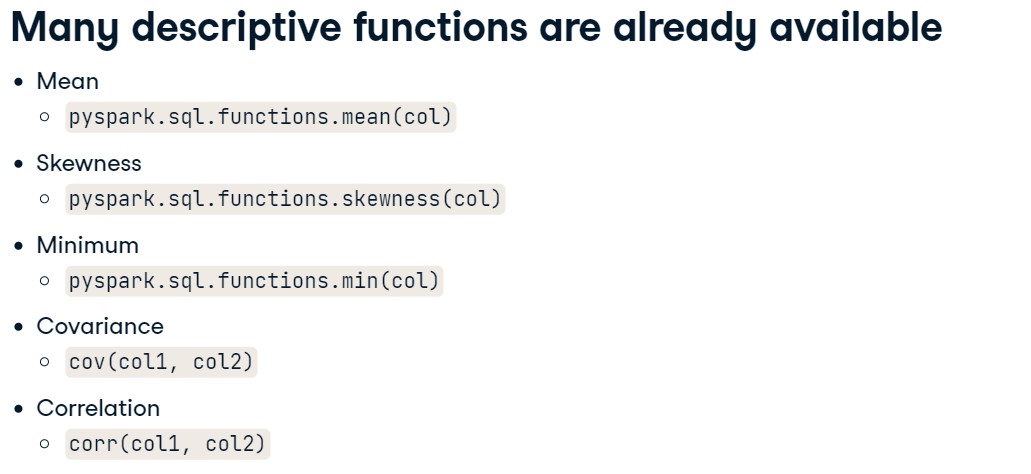 Many descriptive functions are already available
• Mean
○ pyspark.sql.functions.mean(col)
• Skewness
○ pyspark.sql.functions.skewness(col)
• Minimum
○ pyspark.sql.functions.min(col)
• Covariance
○ cov(col1, col2)
• Correlation
○ corr(col1, col2)